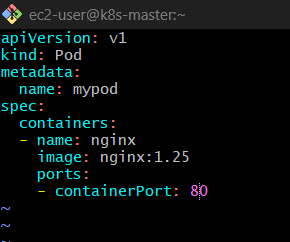 ec2-user@k8s-master:~
apiVersion: v1
kind: Pod
metadata:
  name: mypod
spec:
  containers:
  - name: nginx
    image: nginx:1.25
    ports:
    - containerPort: 80
~
~
~